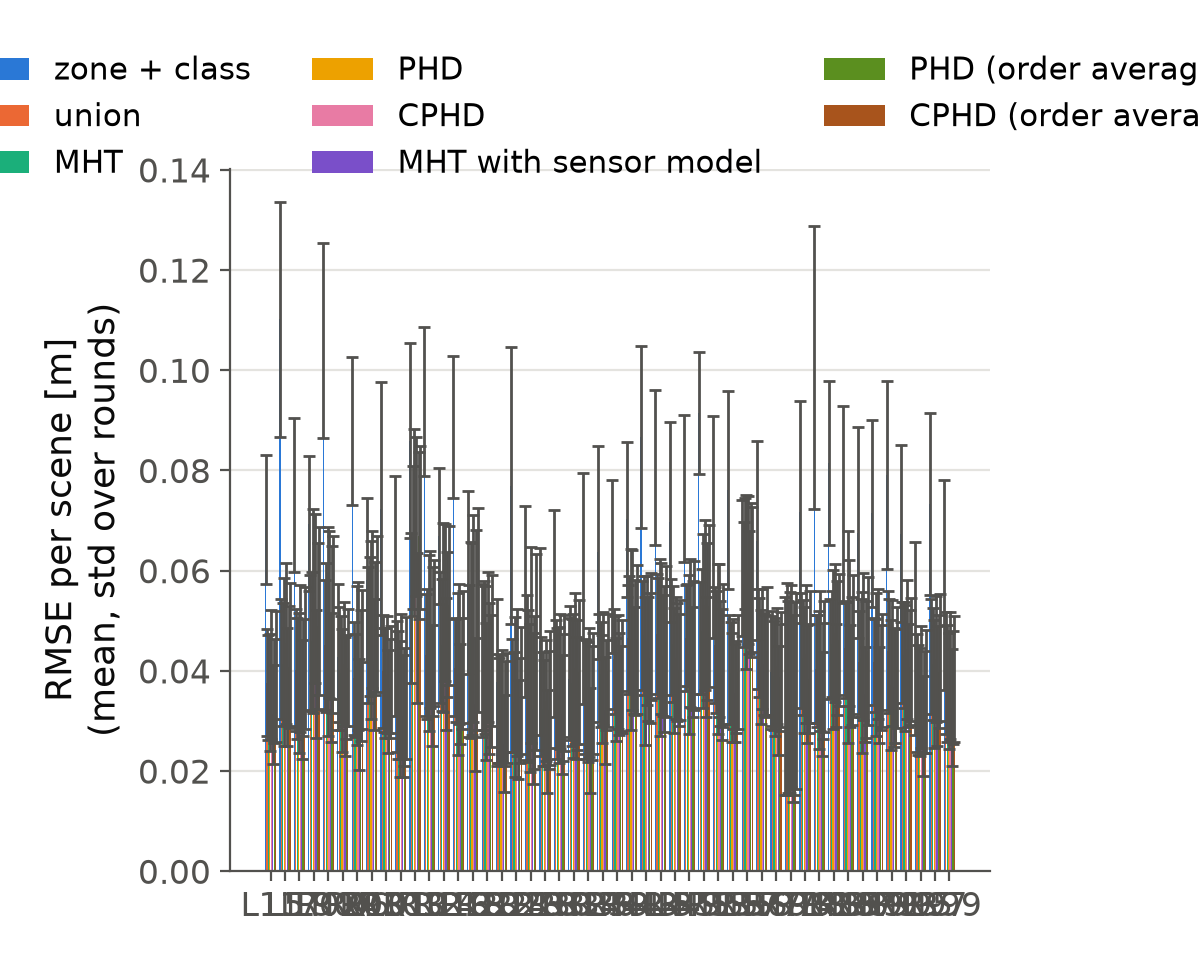 zone + class
PHD
PHD (order averag
union
CPHD
CPHD (order avera
MHT
MHT with sensor model
RMSE per scene [m]
(mean, std over rounds)
0.14
0.12
0.10
0.08
0.06
0.04
0.02
0.00